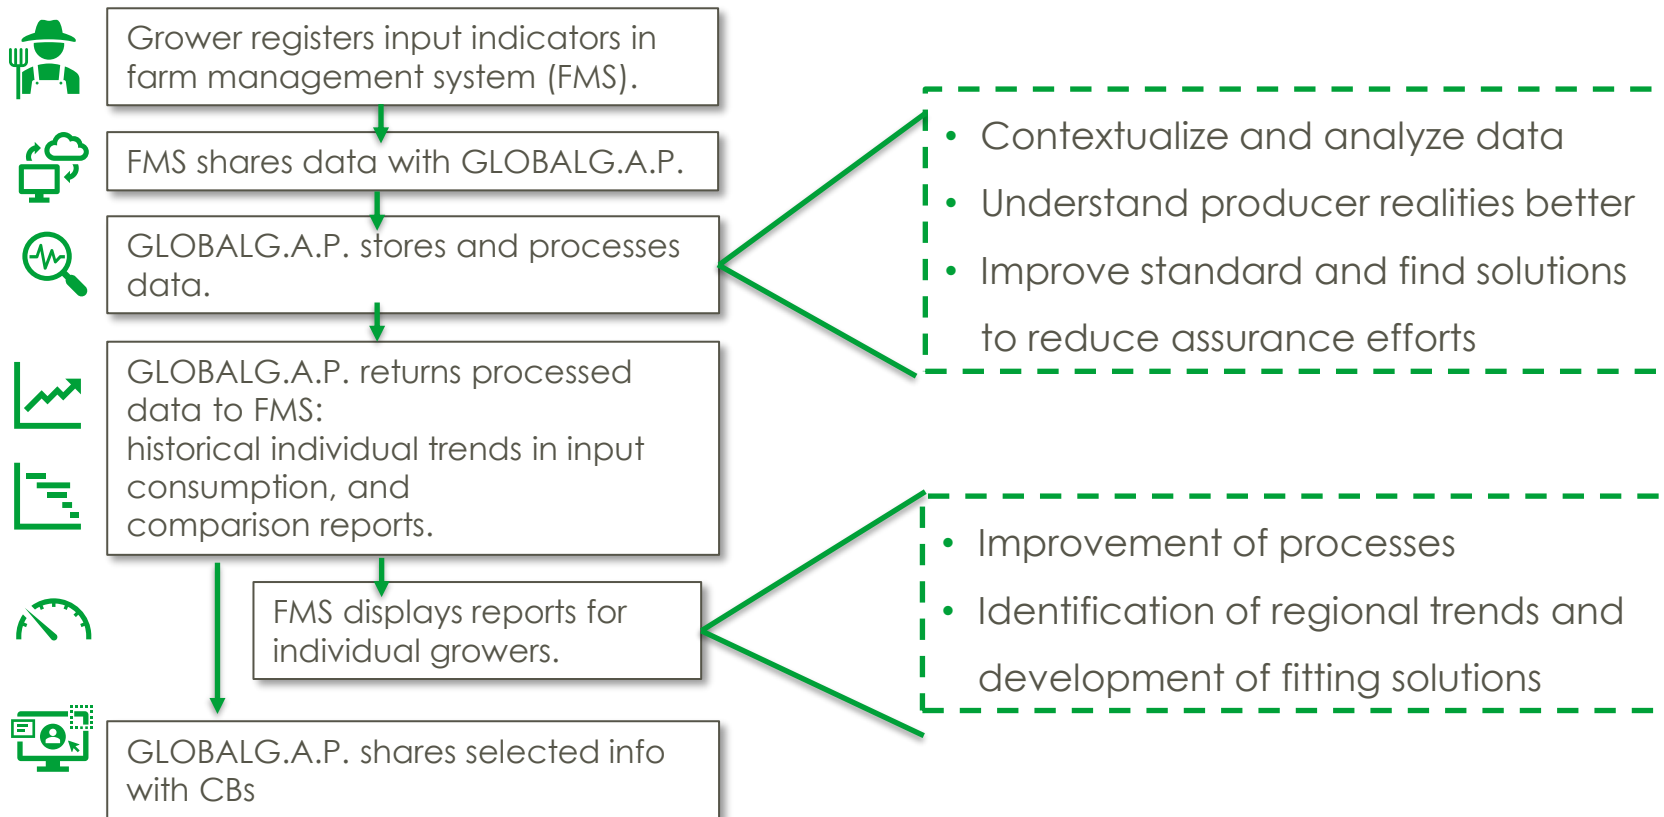 Grower registers input indicators in
farm management system (FMS).
FMS shares data with GLOBALG.A.P.
GLOBALG.A.P. stores and processes
data.
• Contextualize and analyze data
• Understand producer realities better
• Improve standard and find solutions
to reduce assurance efforts
GLOBALG.A.P. returns processed
data to FMS:
historical individual trends in input
consumption, and
comparison reports.
FMS displays reports for
individual growers.
• Improvement of processes
• Identification of regional trends and
development of fitting solutions
GLOBALG.A.P. shares selected info
with CBs